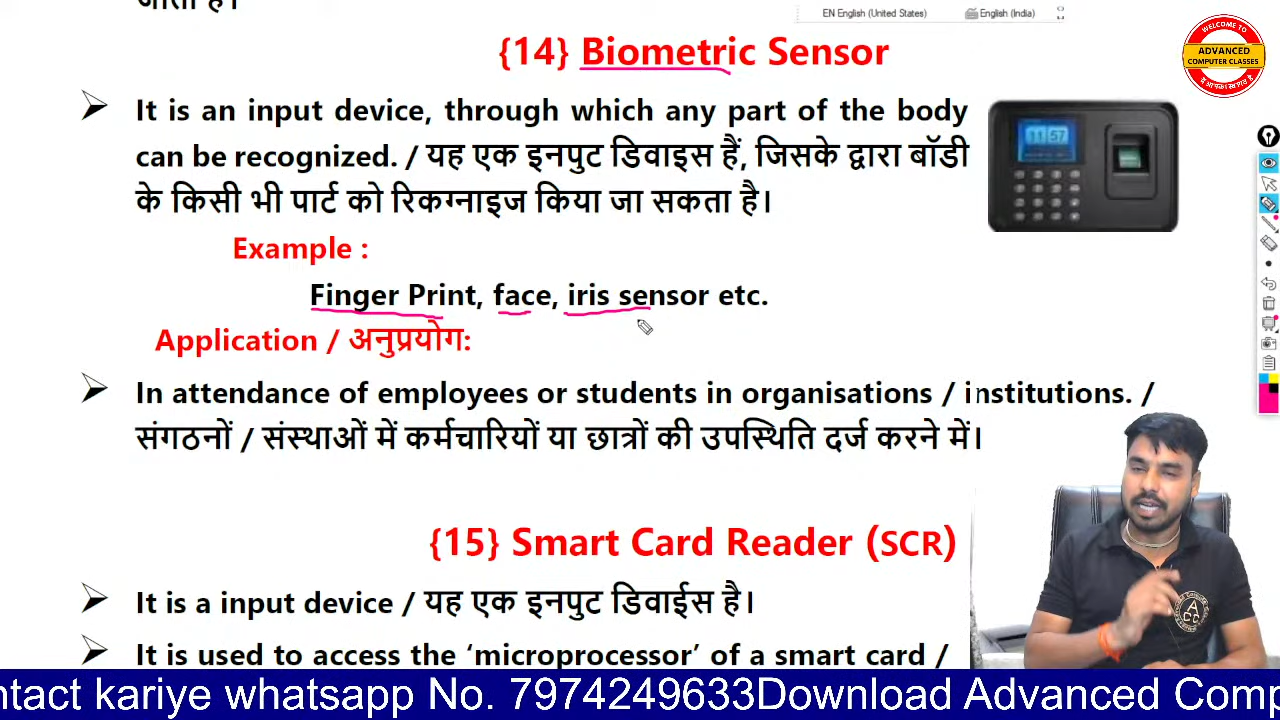 जाता है।
EN English (United States) English (India)
{14} Biometric Sensor
WELCOME TO
ADVANCED
COMPUTER CLASSES
It is an input device, through which any part of the body
can be recognized. / यह एक इनपुट डिवाइस हैं, जिसके द्वारा बॉडी
के किसी भी पार्ट को रिकग्नाइज किया जा सकता है।
11 57
Example :
Finger Print, face, iris sensor etc.
Application / अनुप्रयोग:
In attendance of employees or students in organisations / institutions. /
संगठनों / संस्थाओं में कर्मचारियों या छात्रों की उपस्थिति दर्ज करने में।
{15} Smart Card Reader (SCR)
It is a input device / यह एक इनपुट डिवाईस है।
It is used to access the ‘microprocessor’ of a smart card /
ntact kariye whatsapp No. 7974249633Download Advanced Comp